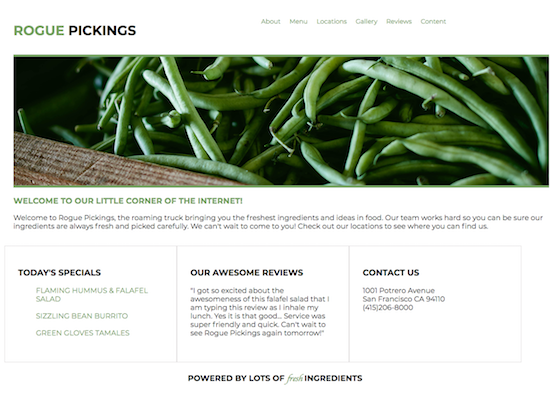 ROGUE PICKINGS
About Menu Locations Gallery Reviews Content
WELCOME TO OUR LITTLE CORNER OF THE INTERNET!
Welcome to Rogue Pickings, the roaming truck bringing you the freshest ingredients and ideas in food. Our team works hard so you can be sure our
ingredients are always fresh and picked carefully. We can't wait to come to you! Check out our locations to see where you can find us.
TODAY'S SPECIALS
FLAMING HUMMUS & FALAFEL
SALAD
SIZZLING BEAN BURRITO
GREEN GLOVES TAMALES
OUR AWESOME REVIEWS
"I got so excited about the
awesomeness of this falafel salad that I
am typing this review as I inhale my
lunch. Yes it is that good... Service was
super friendly and quick. Can't wait to
see Rogue Pickings again tomorrow!"
CONTACT US
1001 Potrero Avenue
San Francisco CA 94110
(415)206-8000
POWERED BY LOTS OF fresh INGREDIENTS